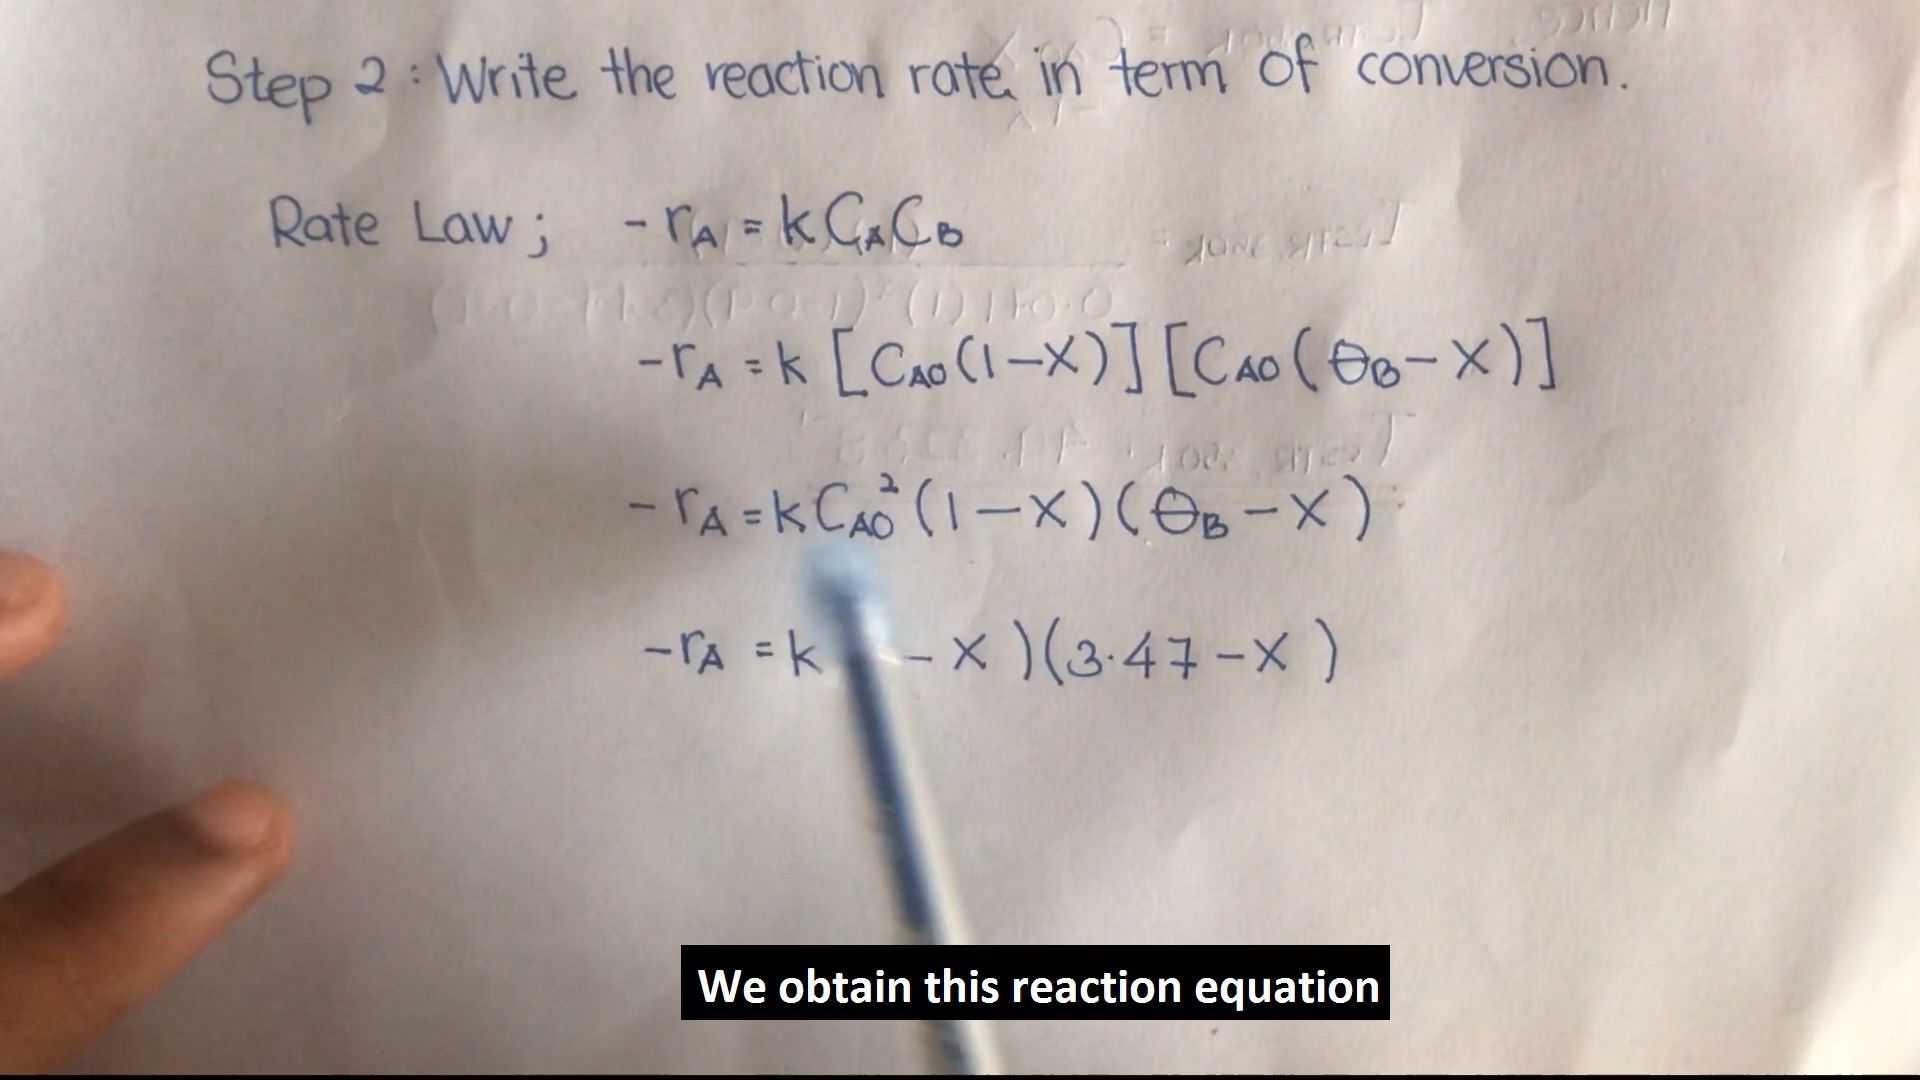 Step 2 : Write the reaction rate in term of conversion.
Rate Law ; -rA = k CA CB
-rA = k [CAO (1-X)] [CAO (θB - X)]
-rA = k CAO² (1-X) (θB - X)
-rA = k - X ) (3.47 - X )
We obtain this reaction equation